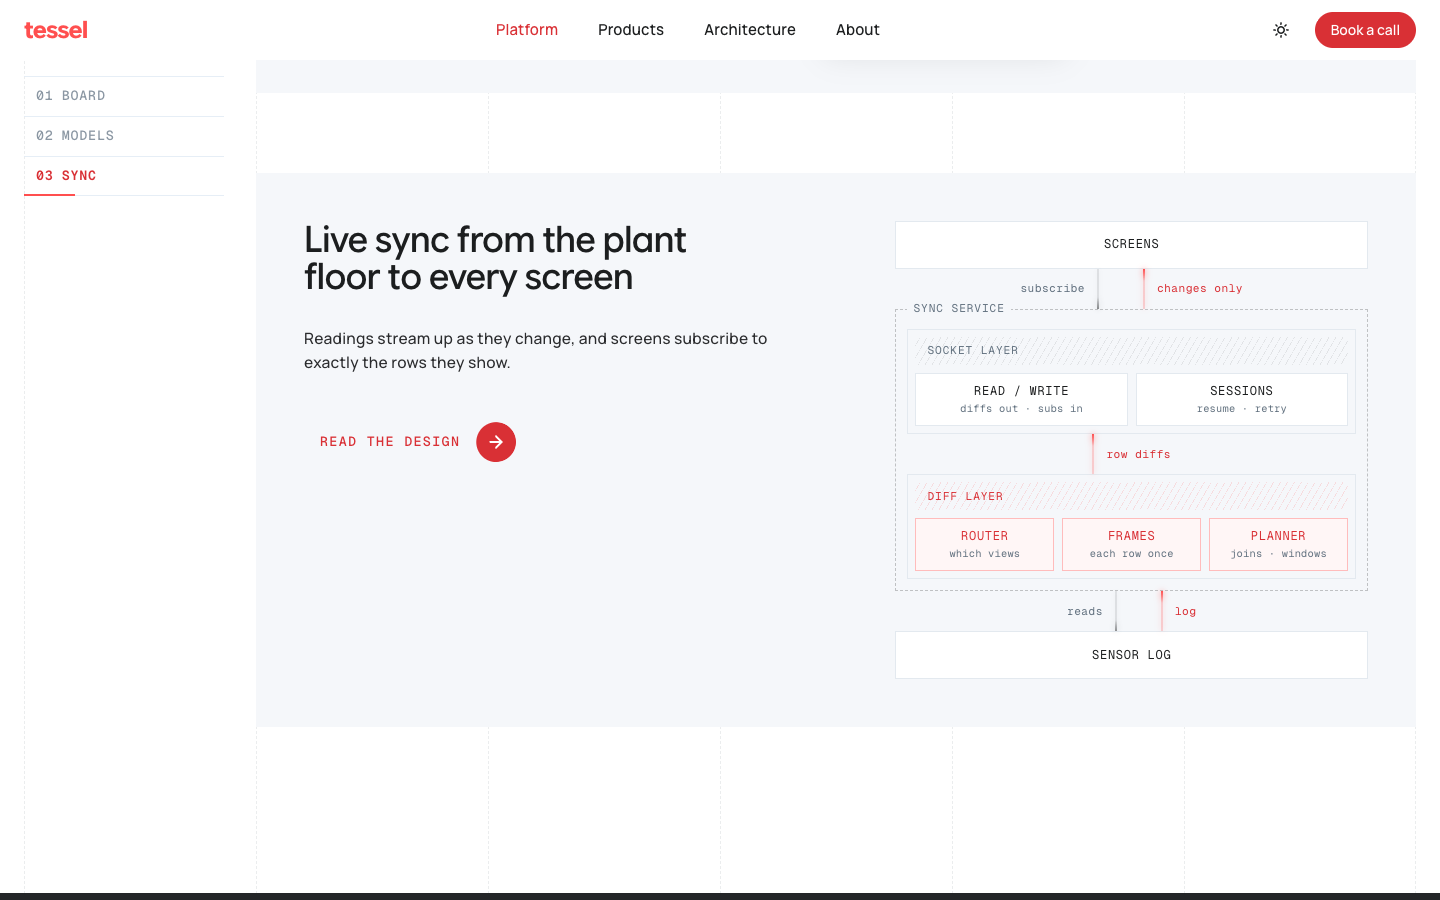 tessel
Platform
Products
Architecture
About
Book a call
01 BOARD
02 MODELS
03 SYNC
Live sync from the plant
floor to every screen
Readings stream up as they change, and screens subscribe to
exactly the rows they show.
READ THE DESIGN
SCREENS
subscribe
changes only
SYNC SERVICE
SOCKET LAYER
READ / WRITE
diffs out · subs in
SESSIONS
resume · retry
row diffs
DIFF LAYER
ROUTER
which views
FRAMES
each row once
PLANNER
joins · windows
reads
log
SENSOR LOG